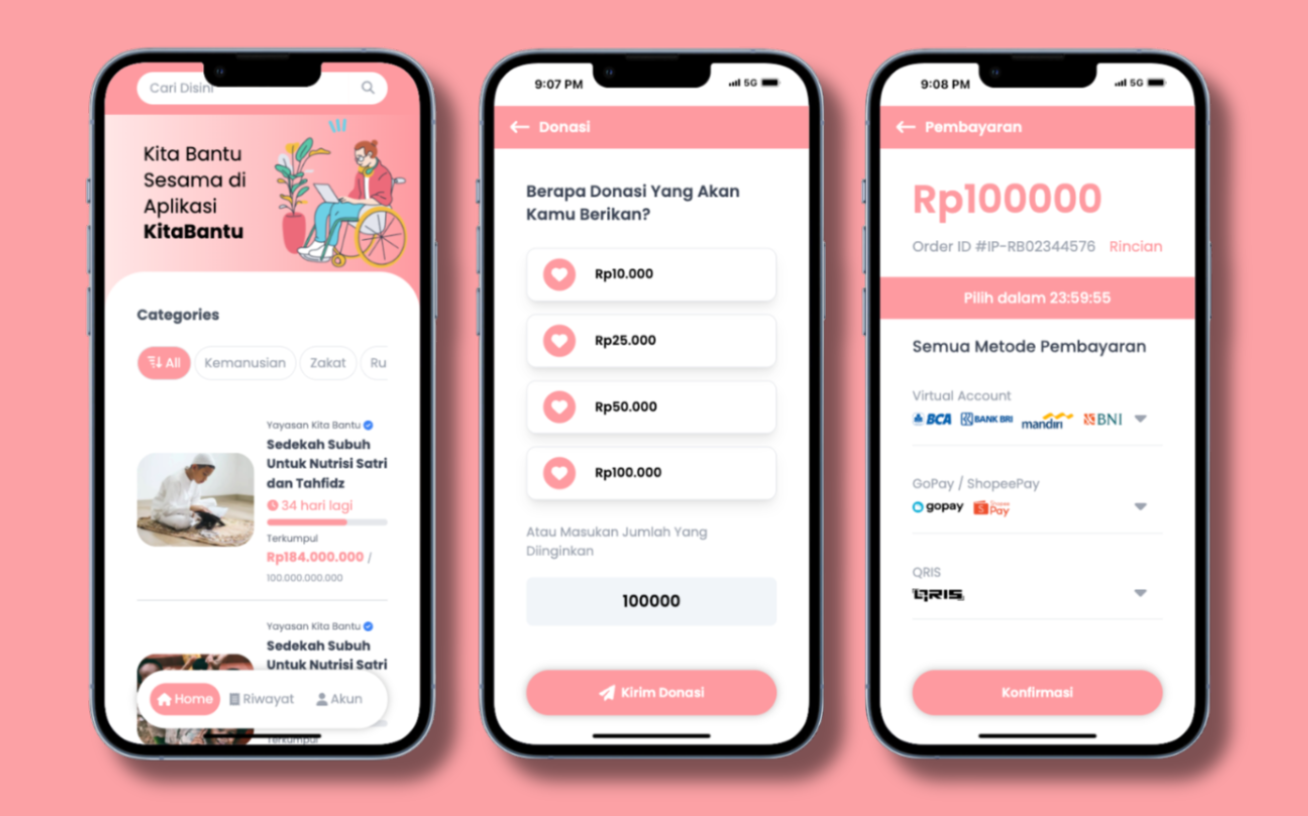 Cari Disini
Kita Bantu
Sesama di
Aplikasi
KitaBantu
Categories
All
Kemanusian
Zakat
Ru
Yayasan Kita Bantu
Sedekah Subuh
Untuk Nutrisi Satri
dan Tahfidz
34 hari lagi
Terkumpul
Rp184.000.000 /
100.000.000.000
Yayasan Kita Bantu
Sedekah Subuh
Untuk Nutrisi Satri
Home
Riwayat
Akun
Terkumpul
9:07 PM
5G
Donasi
Berapa Donasi Yang Akan
Kamu Berikan?
Rp10.000
Rp25.000
Rp50.000
Rp100.000
Atau Masukan Jumlah Yang
Diinginkan
100000
Kirim Donasi
9:08 PM
5G
Pembayaran
Rp100000
Order ID #IP-RB02344576 Rincian
Pilih dalam 23:59:55
Semua Metode Pembayaran
Virtual Account
BCA BANK BRI mandiri BNI
GoPay / ShopeePay
gopay Pay
QRIS
QRIS
Konfirmasi